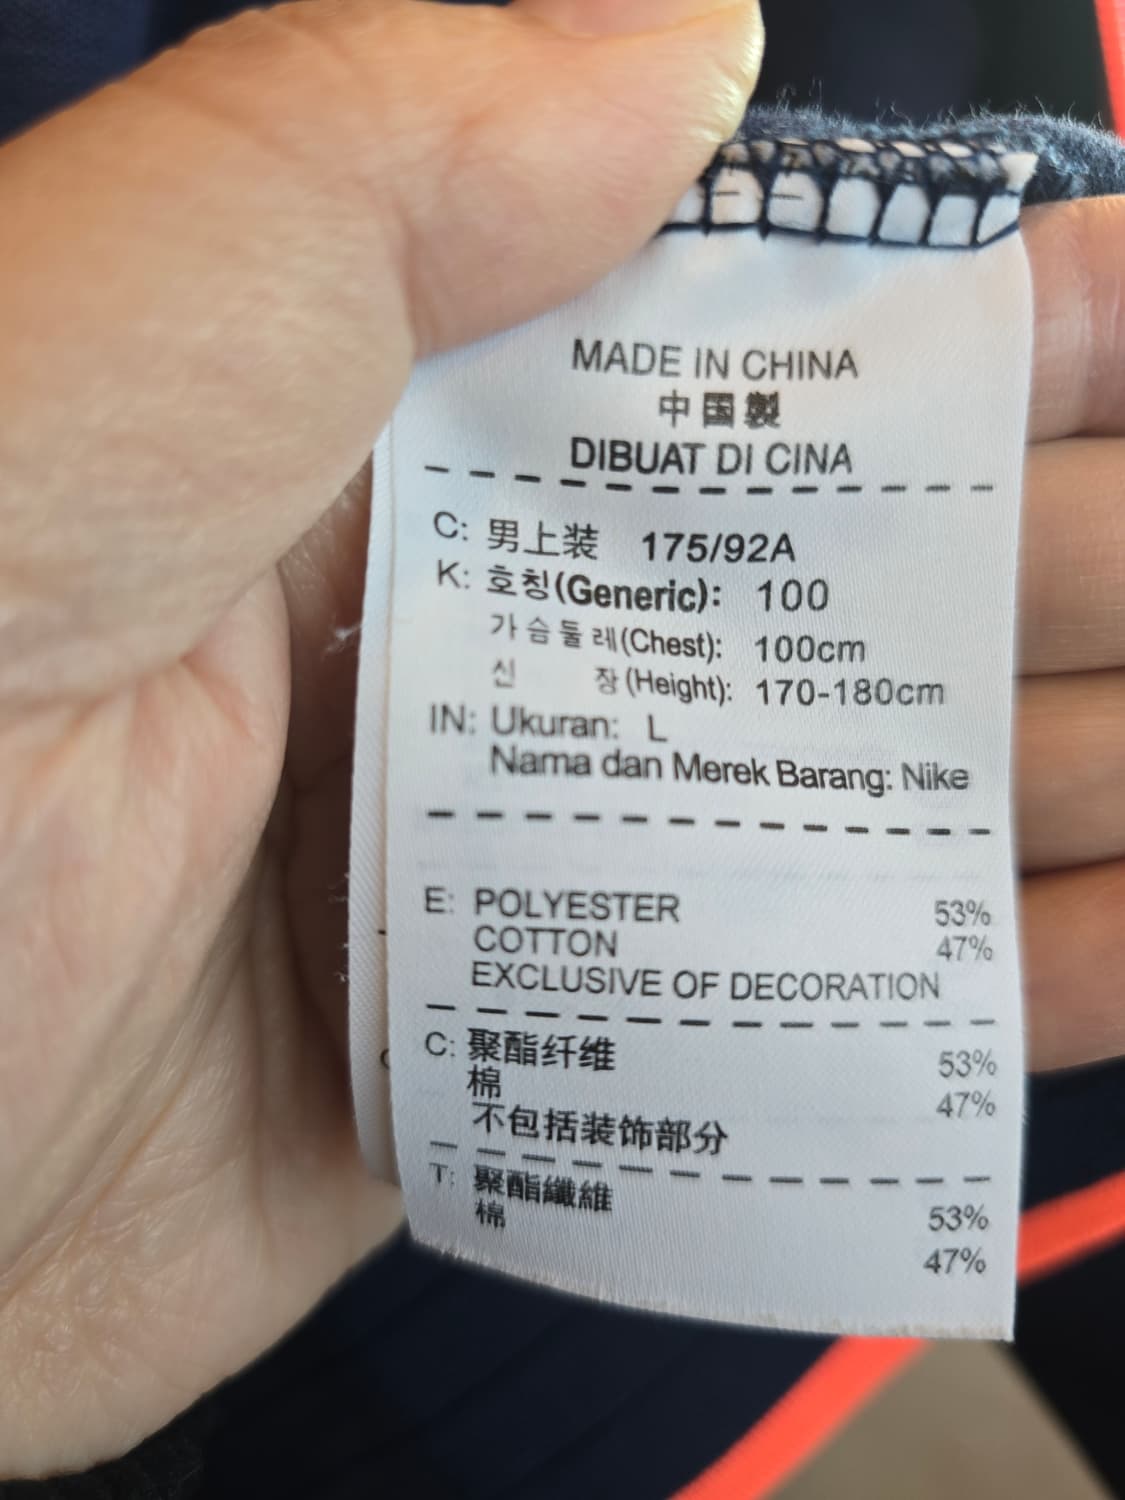 MADE IN CHINA
中国製
DIBUAT DI CINA
C: 男上装 175/92A
K: 호칭(Generic): 100
가슴둘레(Chest): 100cm
신 장(Height): 170-180cm
IN: Ukuran: L
Nama dan Merek Barang: Nike
E: POLYESTER 53%
COTTON 47%
EXCLUSIVE OF DECORATION
C: 聚酯纤维 53%
棉 47%
不包括装饰部分
T: 聚酯纖維 53%
棉 47%